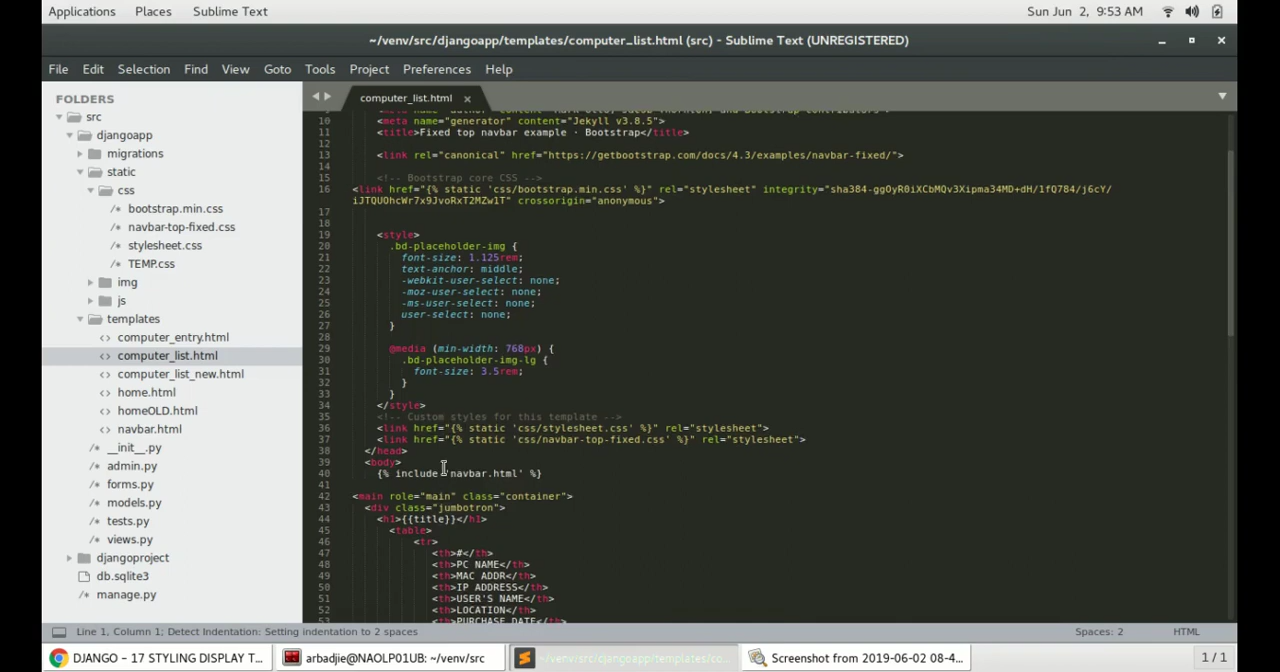 Applications Places Sublime Text Sun Jun 2, 9:53 AM
~/venv/src/djangoapp/templates/computer_list.html (src) - Sublime Text (UNREGISTERED)
File Edit Selection Find View Goto Tools Project Preferences Help
FOLDERS
src
djangoapp
migrations
static
css
bootstrap.min.css
navbar-top-fixed.css
stylesheet.css
TEMP.css
img
js
templates
computer_entry.html
computer_list.html
computer_list_new.html
home.html
homeOLD.html
navbar.html
__init__.py
admin.py
forms.py
models.py
tests.py
views.py
djangoproject
db.sqlite3
manage.py
computer_list.html
10 <meta name="generator" content="Jekyll v3.8.5">
11 <title>Fixed top navbar example · Bootstrap</title>
12
13 <link rel="canonical" href="https://getbootstrap.com/docs/4.3/examples/navbar-fixed/">
14
15 <!-- Bootstrap core CSS -->
16 <link href="{% static 'css/bootstrap.min.css' %}" rel="stylesheet" integrity="sha384-ggOyR0iXCbMQv3Xipma34MD+dH/1fQ784/j6cY/
iJTQUOhcWr7x9JvoRxT2MZw1T" crossorigin="anonymous">
17
18
19 <style>
20 .bd-placeholder-img {
21 font-size: 1.125rem;
22 text-anchor: middle;
23 -webkit-user-select: none;
24 -moz-user-select: none;
25 -ms-user-select: none;
26 user-select: none;
27 }
28
29 @media (min-width: 768px) {
30 .bd-placeholder-img-lg {
31 font-size: 3.5rem;
32 }
33 }
34 </style>
35 <!-- Custom styles for this template -->
36 <link href="{% static 'css/stylesheet.css' %}" rel="stylesheet">
37 <link href="{% static 'css/navbar-top-fixed.css' %}" rel="stylesheet">
38 </head>
39 <body>
40 {% include 'navbar.html' %}
41
42 <main role="main" class="container">
43 <div class="jumbotron">
44 <h1>{{title}}</h1>
45 <table>
46 <tr>
47 <th>#</th>
48 <th>PC NAME</th>
49 <th>MAC ADDR</th>
50 <th>IP ADDRESS</th>
51 <th>USER'S NAME</th>
52 <th>LOCATION</th>
53 <th>PURCHASE DATE</th>
Line 1, Column 1; Detect Indentation: Setting indentation to 2 spaces Spaces: 2 HTML
DJANGO – 17 STYLING DISPLAY T... arbadjie@NAOLP01UB: ~/venv/src ~/venv/src/djangoapp/templates/co... Screenshot from 2019-06-02 08-4... 1 / 1